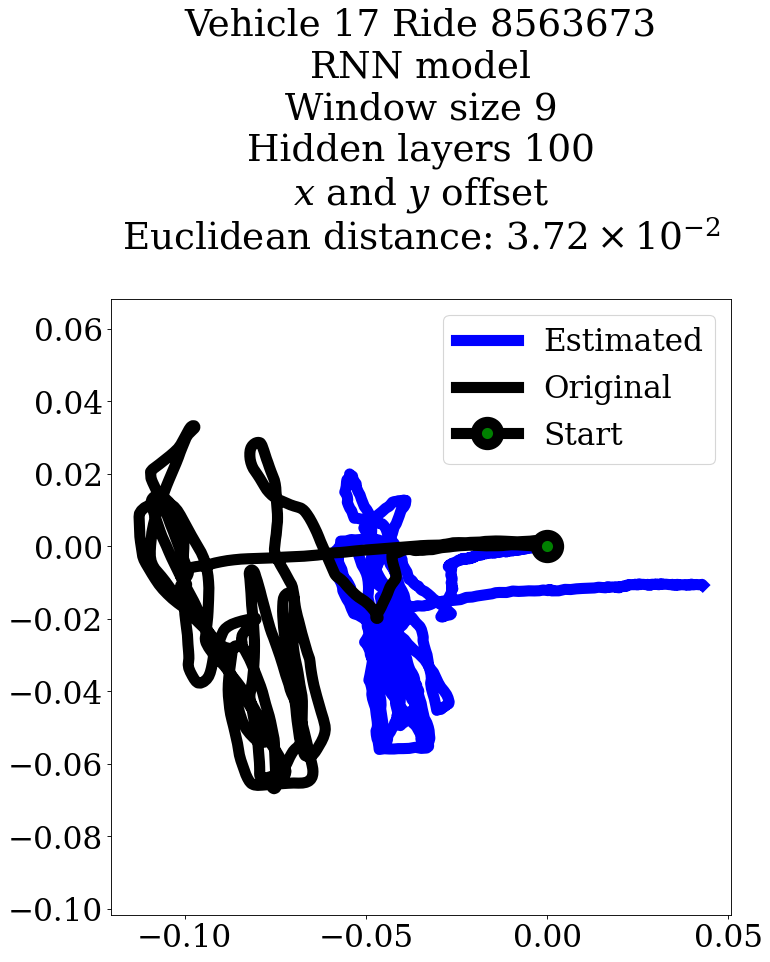 Vehicle 17 Ride 8563673
RNN model
Window size 9
Hidden layers 100
x and y offset
Euclidean distance: 3.72 × 10⁻²
Estimated
Original
Start
0.06
0.04
0.02
0.00
−0.02
−0.04
−0.06
−0.08
−0.10
−0.10 −0.05 0.00 0.05